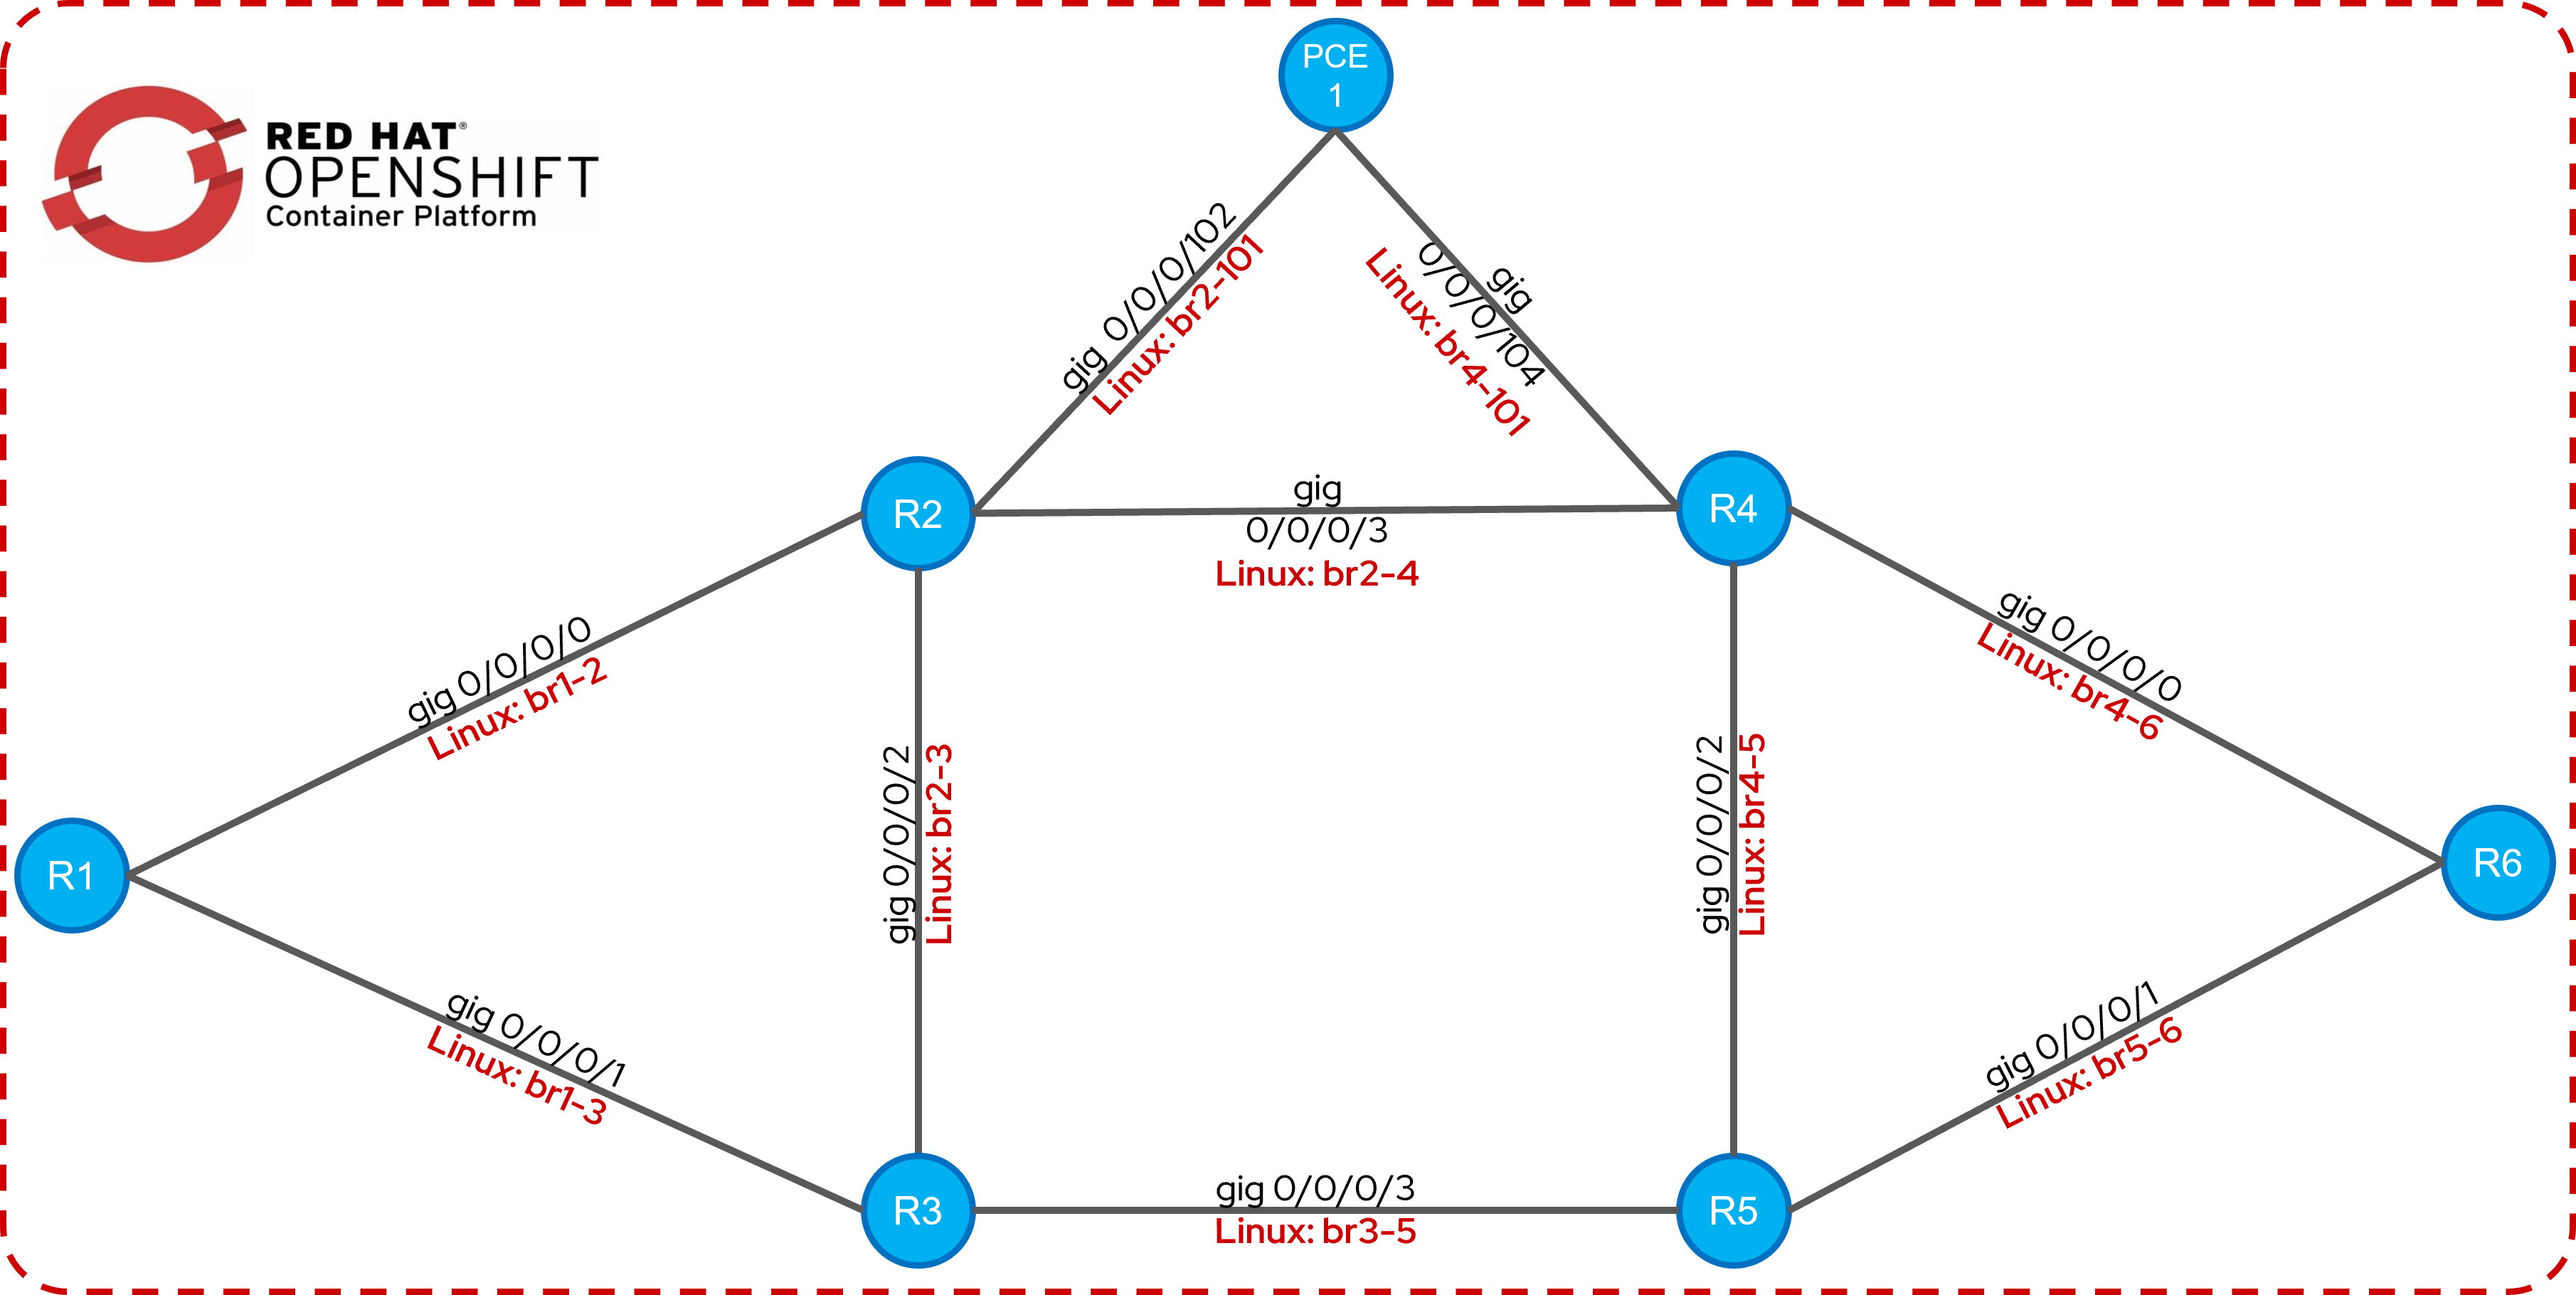 PCE
1
RED HAT®
OPENSHIFT
Container Platform
gig 0/0/0/102
Linux: br2-101
gig
0/0/0/104
Linux: br4-101
R2
gig
0/0/0/3
Linux: br2-4
R4
gig 0/0/0/0
Linux: br1-2
gig 0/0/0/0
Linux: br4-6
gig 0/0/0/2
Linux: br2-3
gig 0/0/0/2
Linux: br4-5
R1
R6
gig 0/0/0/1
Linux: br1-3
gig 0/0/0/1
Linux: br5-6
R3
gig 0/0/0/3
Linux: br3-5
R5